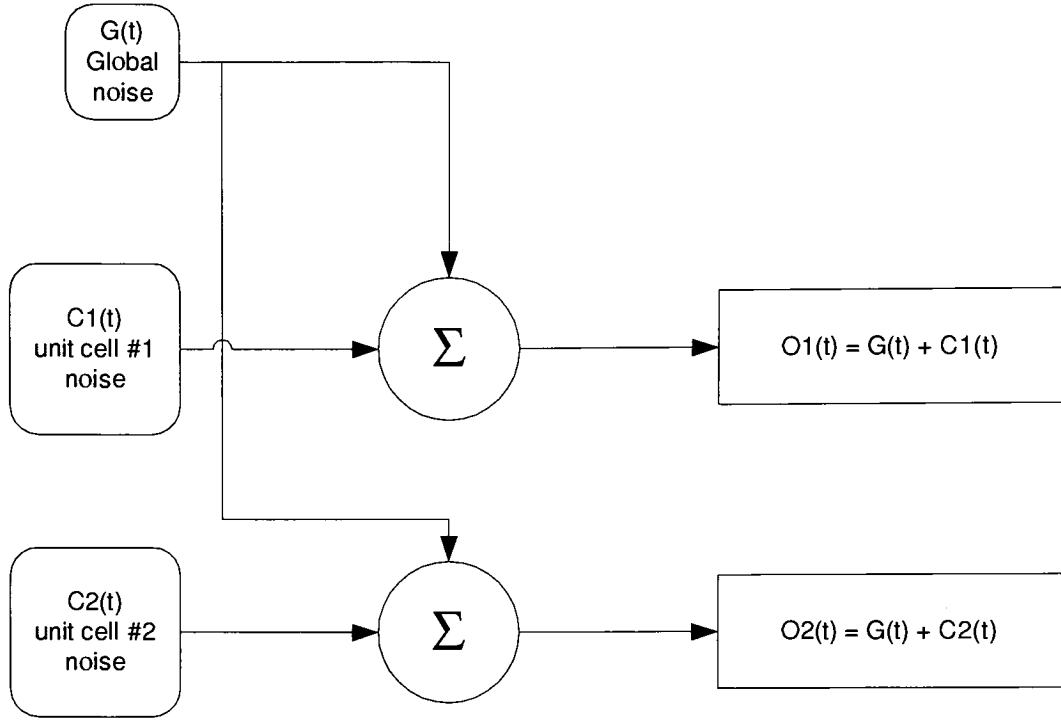 G(t)
Global
noise
C1(t)
unit cell #1
noise
Σ
O1(t) = G(t) + C1(t)
C2(t)
unit cell #2
noise
Σ
O2(t) = G(t) + C2(t)